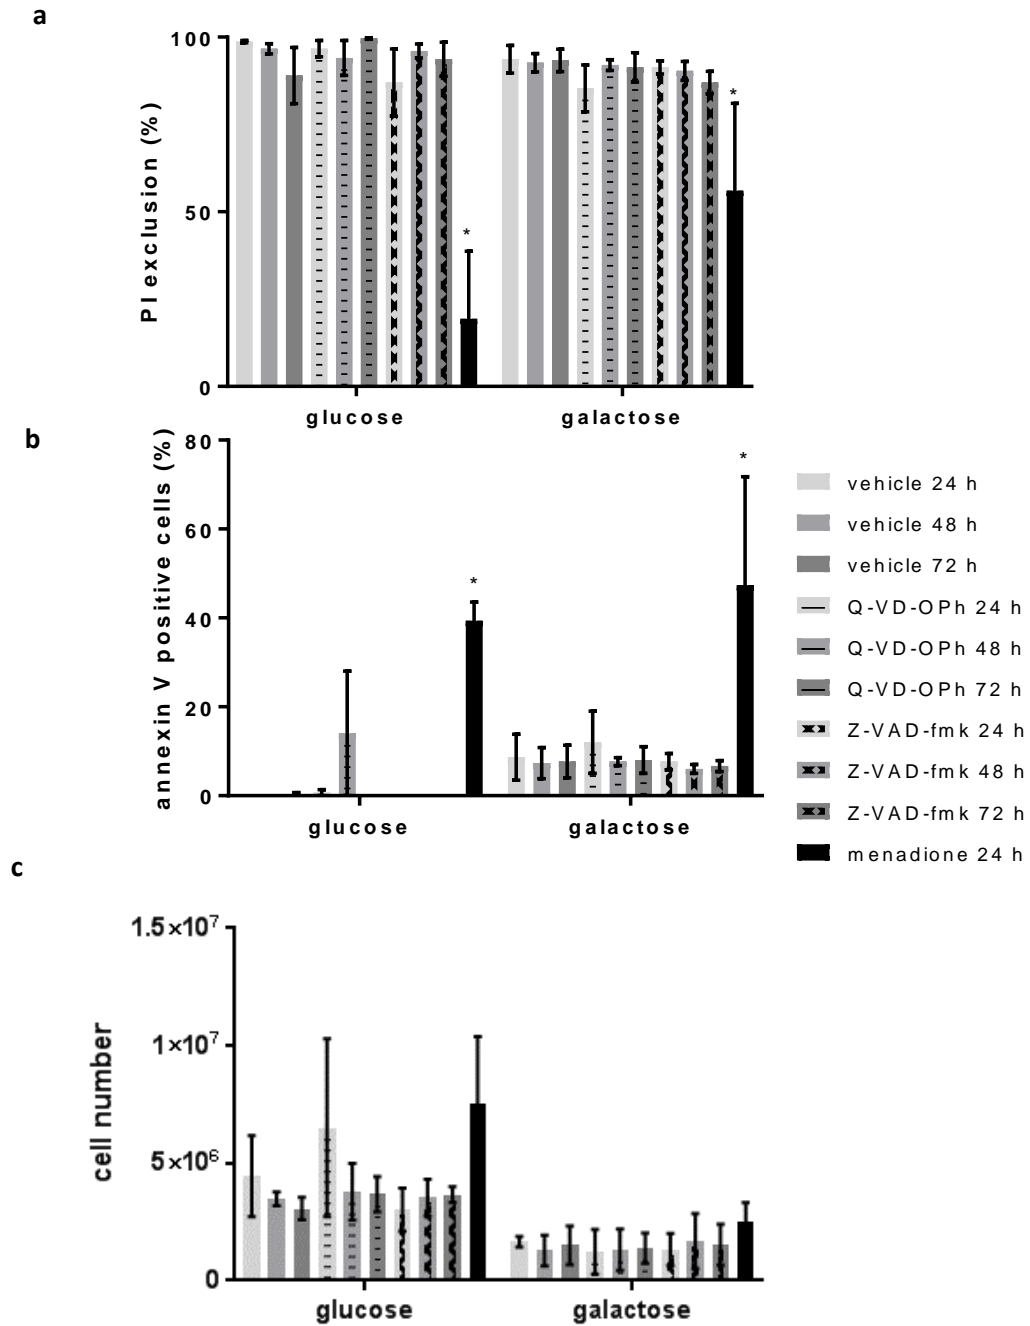 a
100
50
0
PI exclusion (%)
*
*
glucose
galactose
b
80
60
40
20
0
annexin V positive cells (%)
*
*
glucose
galactose
vehicle 24 h
vehicle 48 h
vehicle 72 h
Q-VD-OPh 24 h
Q-VD-OPh 48 h
Q-VD-OPh 72 h
Z-VAD-fmk 24 h
Z-VAD-fmk 48 h
Z-VAD-fmk 72 h
menadione 24 h
c
1.5×10⁷
1×10⁷
5×10⁶
0
cell number
glucose
galactose